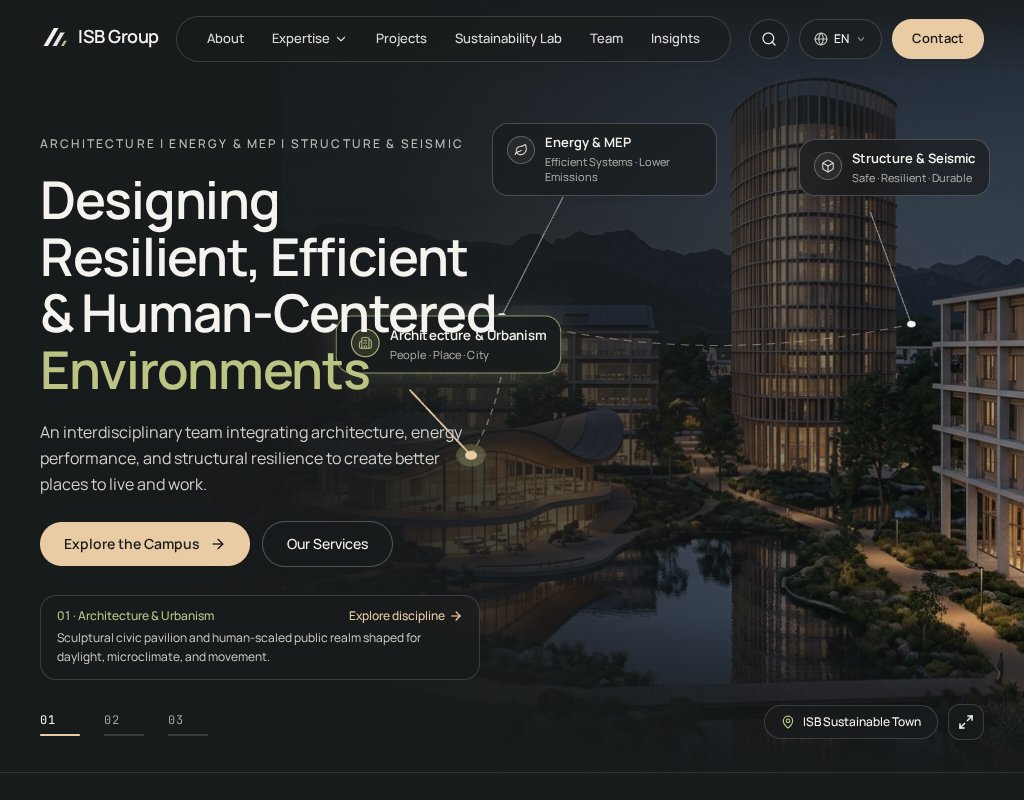 ISB Group
About
Expertise
Projects
Sustainability Lab
Team
Insights
EN
Contact
ARCHITECTURE | ENERGY & MEP | STRUCTURE & SEISMIC
Designing
Resilient, Efficient
& Human-Centered
Environments
Energy & MEP
Efficient Systems · Lower
Emissions
Structure & Seismic
Safe · Resilient · Durable
Architecture & Urbanism
People · Place · City
An interdisciplinary team integrating architecture, energy
performance, and structural resilience to create better
places to live and work.
Explore the Campus
Our Services
01 · Architecture & Urbanism
Explore discipline
Sculptural civic pavilion and human-scaled public realm shaped for
daylight, microclimate, and movement.
01
02
03
ISB Sustainable Town